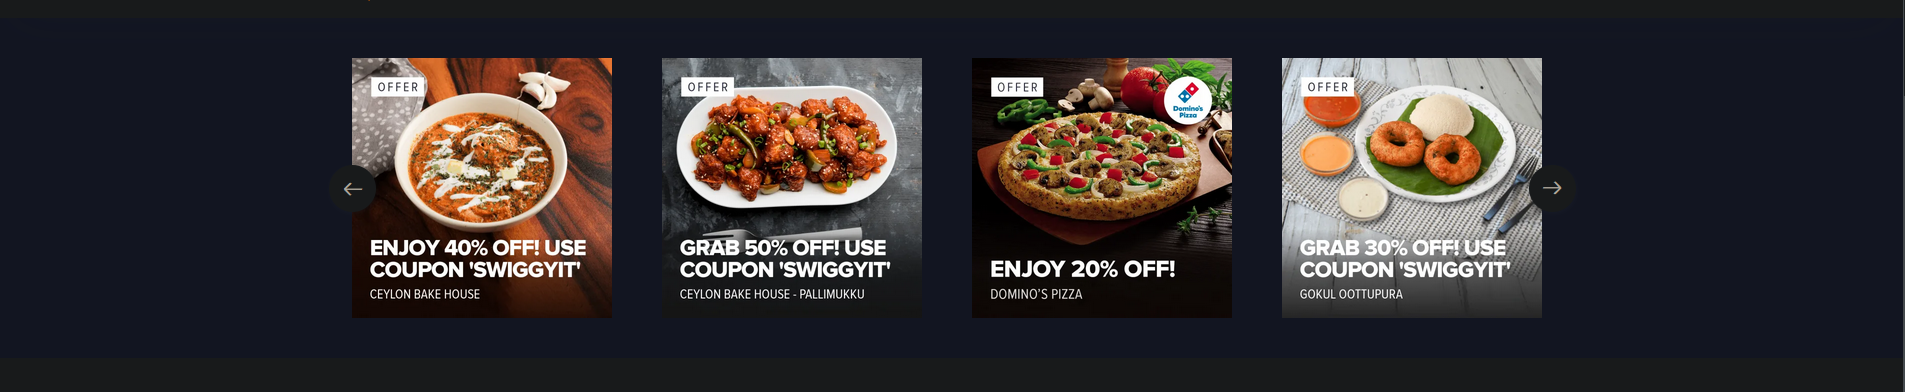 OFFER
ENJOY 40% OFF! USE
COUPON 'SWIGGYIT'
CEYLON BAKE HOUSE
OFFER
GRAB 50% OFF! USE
COUPON 'SWIGGYIT'
CEYLON BAKE HOUSE - PALLIMUKKU
OFFER
Domino's
Pizza
ENJOY 20% OFF!
DOMINO'S PIZZA
OFFER
GRAB 30% OFF! USE
COUPON 'SWIGGYIT'
GOKUL OOTTUPURA